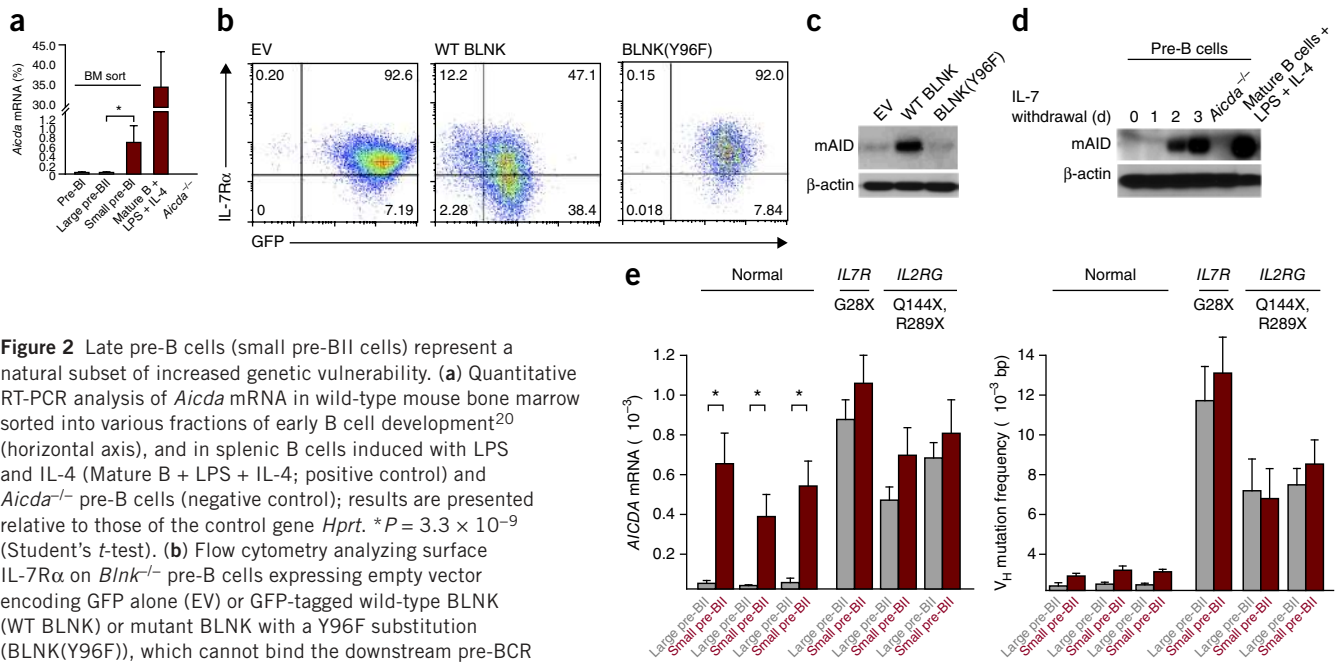 a
45.0
35.0
30.0
1.2
1.0
0.8
0.6
0.4
0.2
0
Aicda mRNA (%)
BM sort
*
Pre-BI
Large pre-BII
Small pre-BI
Mature B +
LPS + IL-4
Aicda–/–
b
EV
WT BLNK
BLNK(Y96F)
0.20
92.6
0
7.19
12.2
47.1
2.28
38.4
0.15
92.0
0.018
7.84
IL-7Rα
GFP
c
EV
WT BLNK
BLNK(Y96F)
mAID
β-actin
d
Pre-B cells
IL-7
withdrawal (d)
0 1 2 3
Aicda–/–
Mature B cells +
LPS + IL-4
mAID
β-actin
e
Normal
IL7R
IL2RG
G28X
Q144X,
R289X
1.2
1.0
0.8
0.6
0.4
0.2
AICDA mRNA ( 10–3)
* * *
Large pre-BII
Small pre-BII
Large pre-BII
Small pre-BII
Large pre-BII
Small pre-BII
Large pre-BII
Small pre-BII
Large pre-BII
Small pre-BII
Large pre-BII
Small pre-BII
Normal
IL7R
IL2RG
G28X
Q144X,
R289X
14
12
10
8
6
4
VH mutation frequency ( 10–3 bp)
Large pre-BII
Small pre-BII
Large pre-BII
Small pre-BII
Large pre-BII
Small pre-BII
Large pre-BII
Small pre-BII
Large pre-BII
Small pre-BII
Large pre-BII
Small pre-BII
Figure 2 Late pre-B cells (small pre-BII cells) represent a
natural subset of increased genetic vulnerability. (a) Quantitative
RT-PCR analysis of Aicda mRNA in wild-type mouse bone marrow
sorted into various fractions of early B cell development20
(horizontal axis), and in splenic B cells induced with LPS
and IL-4 (Mature B + LPS + IL-4; positive control) and
Aicda–/– pre-B cells (negative control); results are presented
relative to those of the control gene Hprt. *P = 3.3 × 10–9
(Student's t-test). (b) Flow cytometry analyzing surface
IL-7Rα on Blnk–/– pre-B cells expressing empty vector
encoding GFP alone (EV) or GFP-tagged wild-type BLNK
(WT BLNK) or mutant BLNK with a Y96F substitution
(BLNK(Y96F)), which cannot bind the downstream pre-BCR